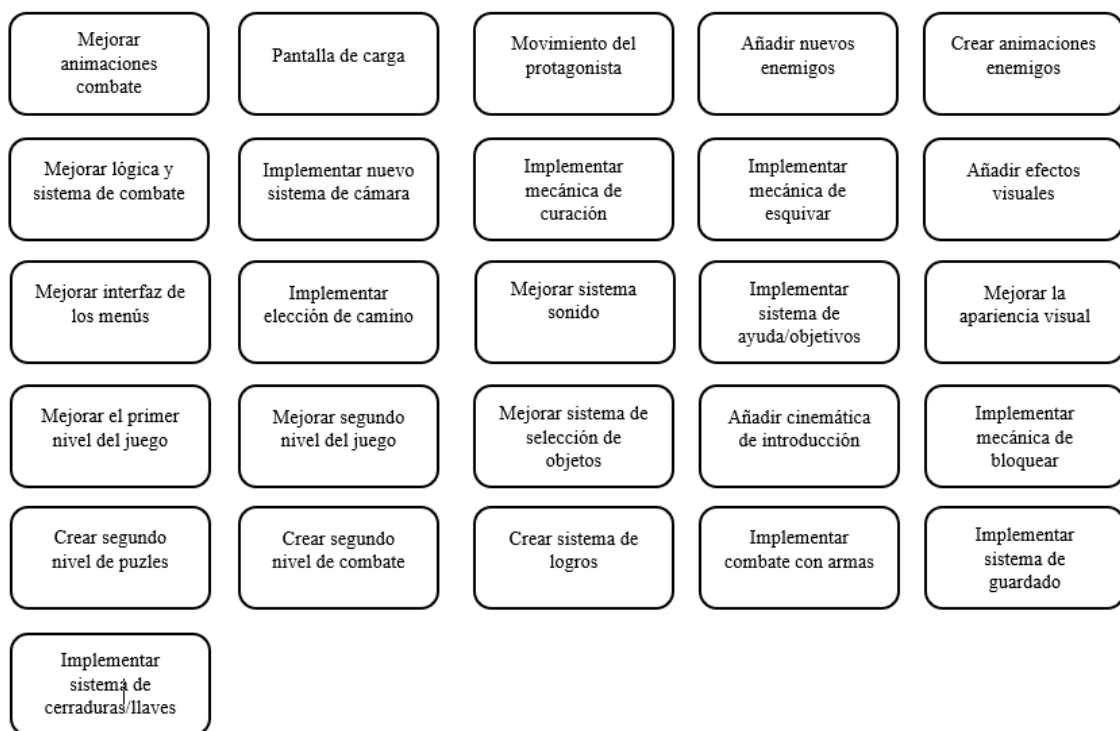 Mejorar
animaciones
combate
Pantalla de carga
Movimiento del
protagonista
Añadir nuevos
enemigos
Crear animaciones
enemigos
Mejorar lógica y
sistema de combate
Implementar nuevo
sistema de cámara
Implementar
mecánica de
curación
Implementar
mecánica de
esquivar
Añadir efectos
visuales
Mejorar interfaz de
los menús
Implementar
elección de camino
Mejorar sistema
sonido
Implementar
sistema de
ayuda/objetivos
Mejorar la
apariencia visual
Mejorar el primer
nivel del juego
Mejorar segundo
nivel del juego
Mejorar sistema de
selección de
objetos
Añadir cinemática
de introducción
Implementar
mecánica de
bloquear
Crear segundo
nivel de puzles
Crear segundo
nivel de combate
Crear sistema de
logros
Implementar
combate con armas
Implementar
sistema de
guardado
Implementar
sistema de
cerraduras/llaves